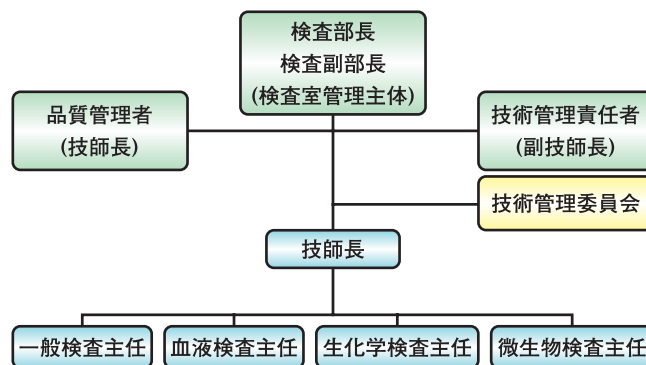 検査部長
検査副部長
(検査室管理主体)
品質管理者
(技師長)
技術管理責任者
(副技師長)
技術管理委員会
技師長
一般検査主任
血液検査主任
生化学検査主任
微生物検査主任